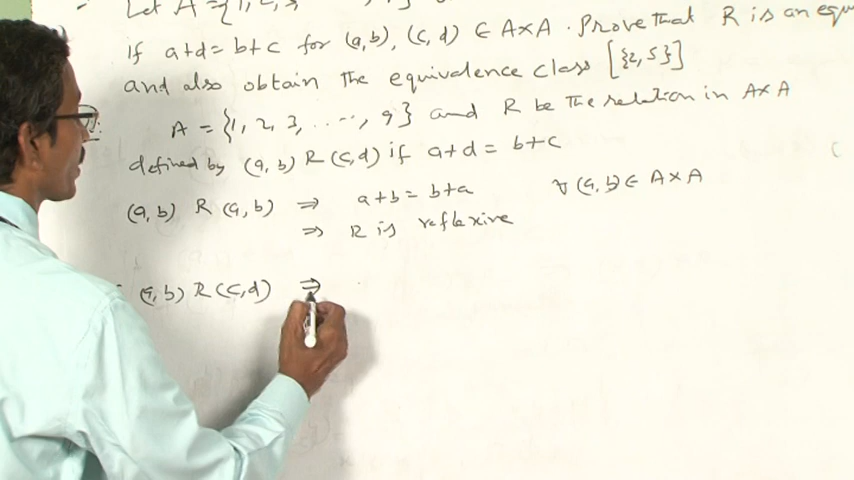 Let A = {1, 2, 3
if a+d = b+c for (a,b), (c,d) ∈ A×A. Prove that R is an equ
and also obtain the equivalence class [{2,5}]
A = {1, 2, 3, ....., 9} and R be the relation in A×A
defined by (a, b) R (c,d) if a+d = b+c
(a, b) R (a, b) ⇒ a+b = b+a ∀ (a, b) ∈ A×A
⇒ R is reflexive
(a, b) R (c, d) ⇒